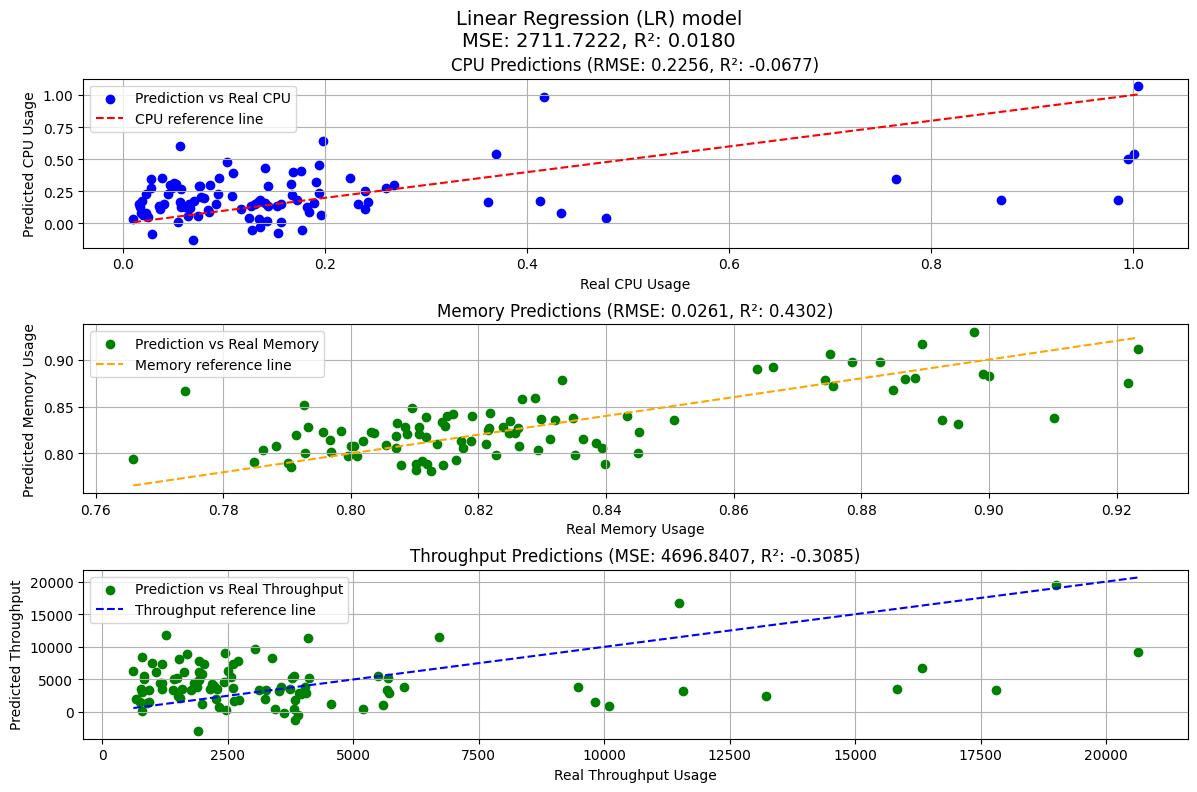 Linear Regression (LR) model
MSE: 2711.7222, R²: 0.0180
CPU Predictions (RMSE: 0.2256, R²: -0.0677)
Predicted CPU Usage
1.00
0.75
0.50
0.25
0.00
Prediction vs Real CPU
CPU reference line
0.0 0.2 0.4 0.6 0.8 1.0
Real CPU Usage
Memory Predictions (RMSE: 0.0261, R²: 0.4302)
Predicted Memory Usage
0.90
0.85
0.80
Prediction vs Real Memory
Memory reference line
0.76 0.78 0.80 0.82 0.84 0.86 0.88 0.90 0.92
Real Memory Usage
Throughput Predictions (MSE: 4696.8407, R²: -0.3085)
Predicted Throughput
20000
15000
10000
5000
0
Prediction vs Real Throughput
Throughput reference line
0 2500 5000 7500 10000 12500 15000 17500 20000
Real Throughput Usage